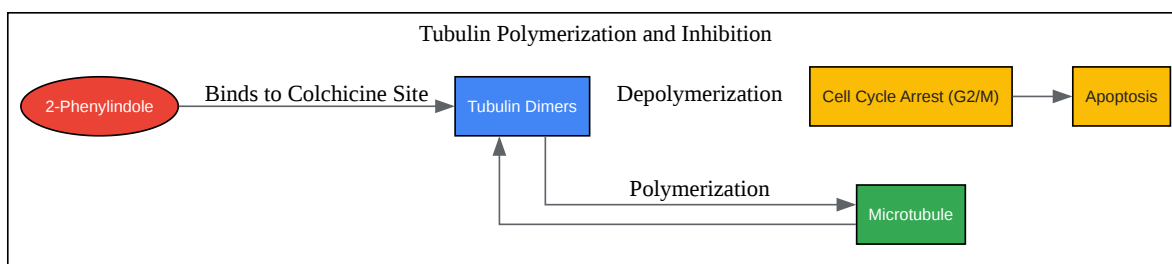 Tubulin Polymerization and Inhibition
2-Phenylindole
Binds to Colchicine Site
Tubulin Dimers
Depolymerization
Cell Cycle Arrest (G2/M)
Apoptosis
Polymerization
Microtubule